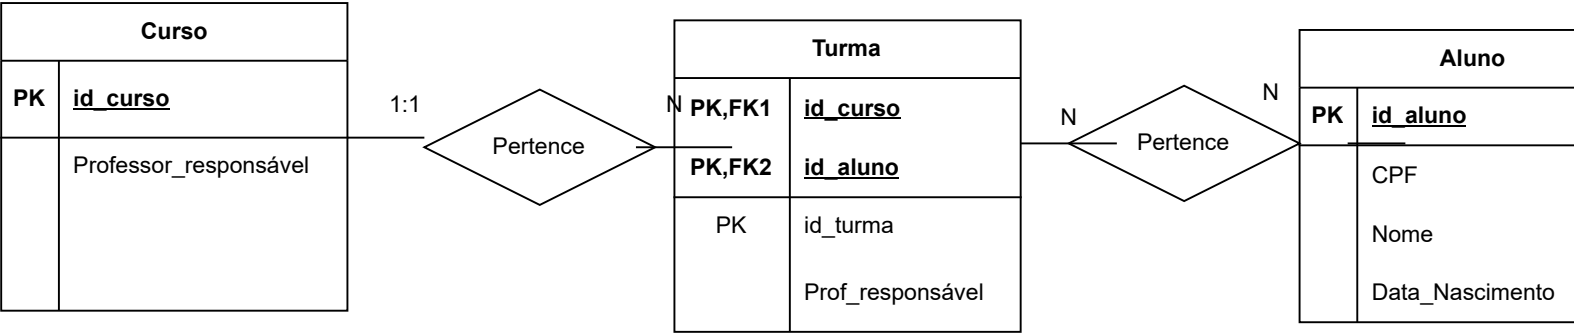 Curso
PK id_curso
Professor_responsável
1:1
Pertence
N
Turma
PK,FK1 id_curso
PK,FK2 id_aluno
PK id_turma
Prof_responsável
N
Pertence
N
Aluno
PK id_aluno
CPF
Nome
Data_Nascimento